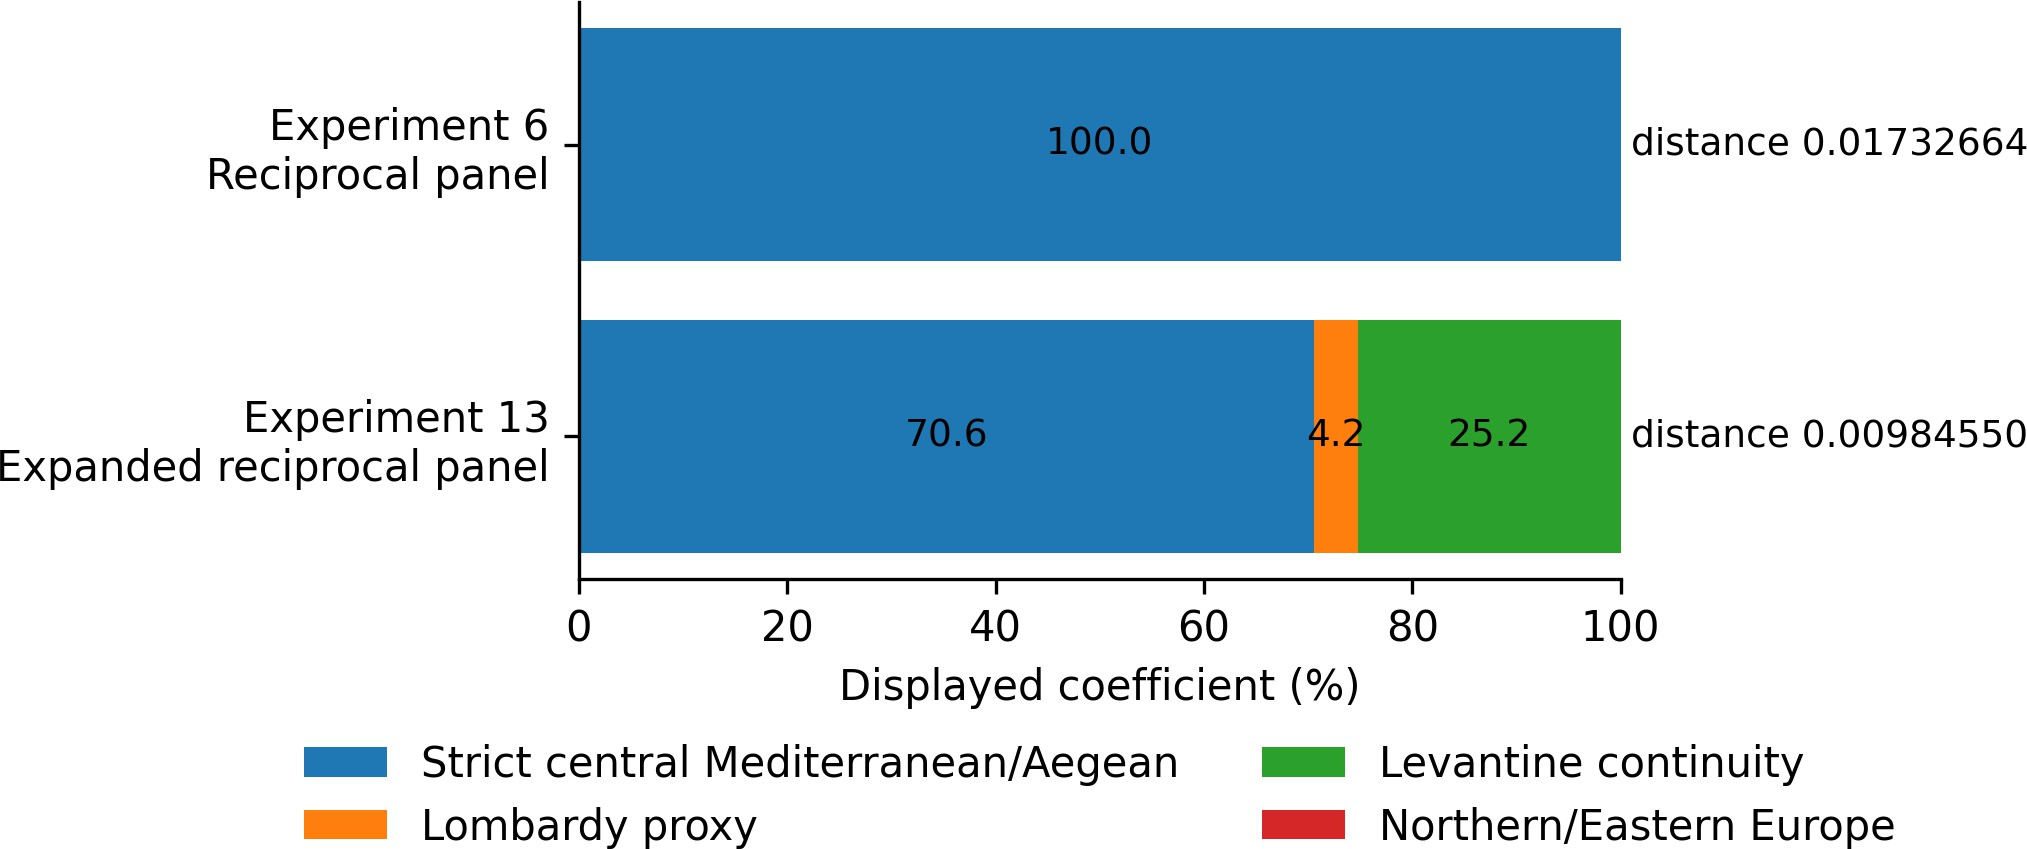 Experiment 6
Reciprocal panel
100.0
distance 0.01732664
Experiment 13
Expanded reciprocal panel
70.6
4.2
25.2
distance 0.00984550
0 20 40 60 80 100
Displayed coefficient (%)
Strict central Mediterranean/Aegean
Lombardy proxy
Levantine continuity
Northern/Eastern Europe